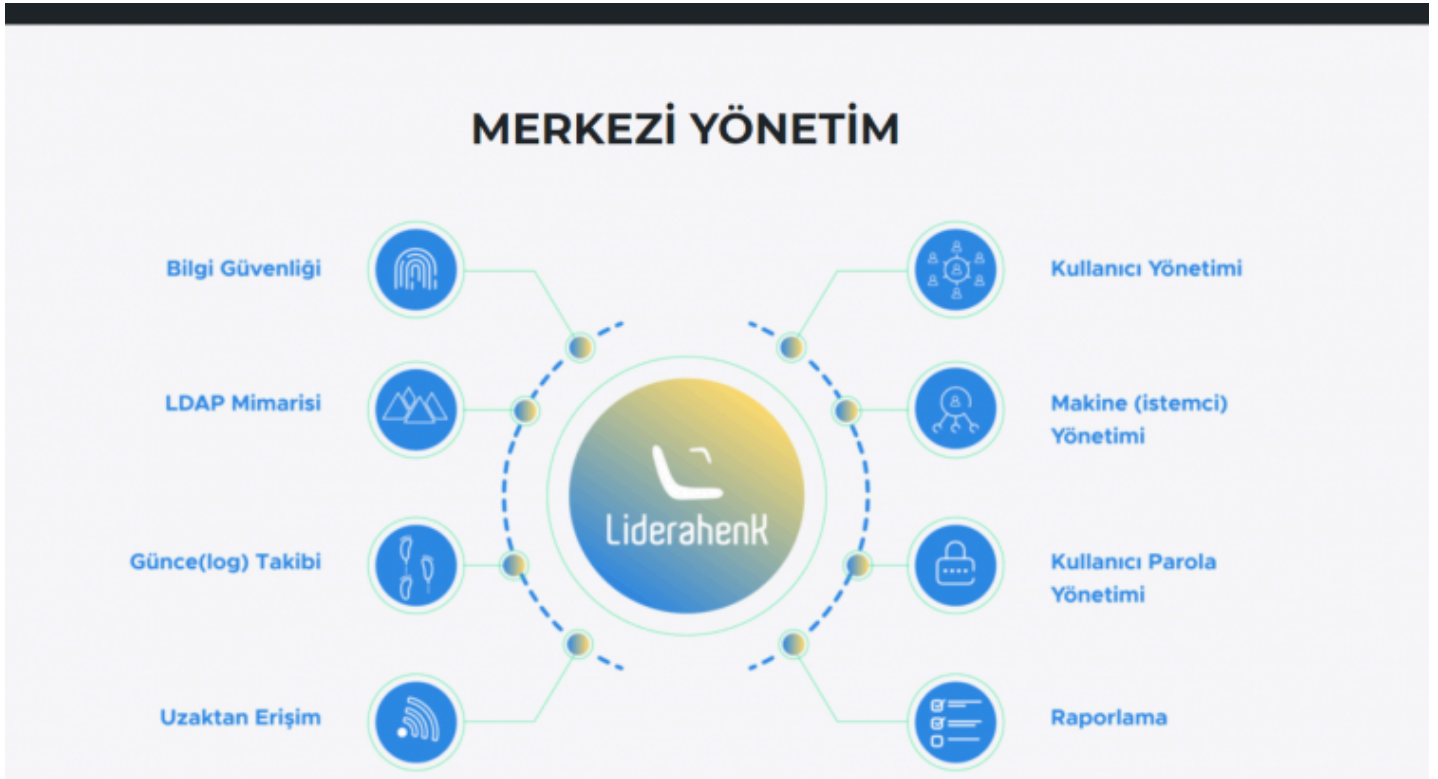 MERKEZİ YÖNETİM
Bilgi Güvenliği
LDAP Mimarisi
Günce(log) Takibi
Uzaktan Erişim
LiderahenK
Kullanıcı Yönetimi
Makine (istemci)
Yönetimi
Kullanıcı Parola
Yönetimi
Raporlama